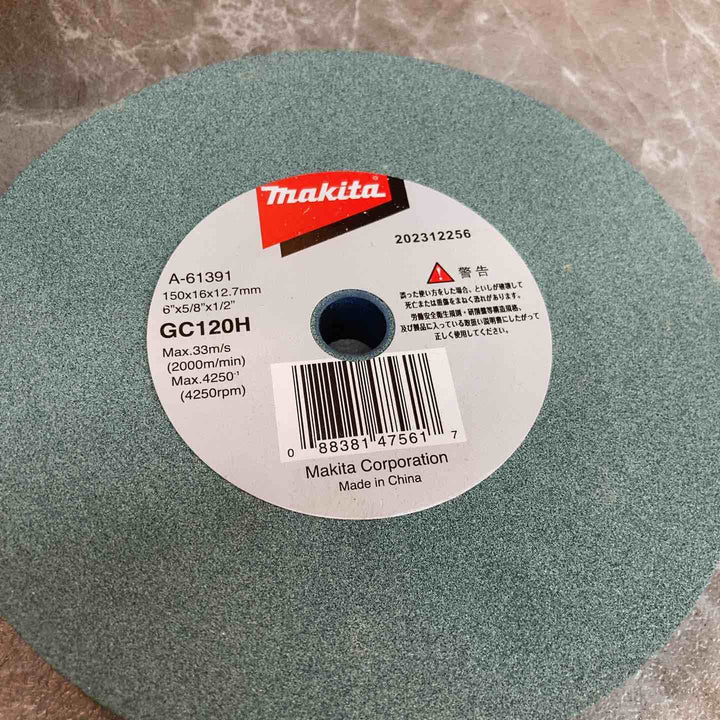 makita
202312256
A-61391
150x16x12.7mm
6"x5/8"x1/2"
GC120H
Max.33m/s
(2000m/min)
Max.4250⁻¹
(4250rpm)
警告
誤った使い方をした場合、といしが破壊して
死亡または重傷をまねく恐れがあります。
労働安全衛生規則・研削盤等構造規格、
及び製品に入っている取扱い説明書にしたがって
正しく使用してください。
0 88381 47561 7
Makita Corporation
Made in China